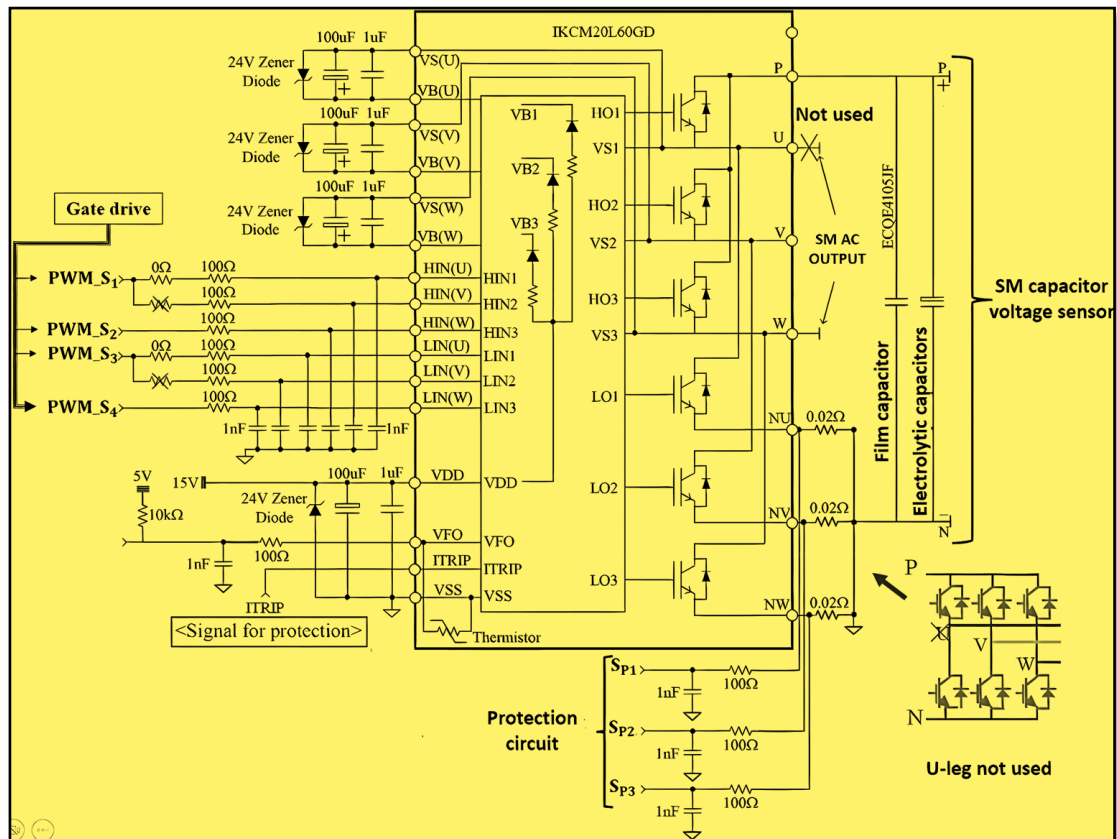 IKCM20L60GD
100uF 1uF
24V Zener
Diode
VS(U)
VB(U)
100uF 1uF
24V Zener
Diode
VS(V)
VB(V)
100uF 1uF
24V Zener
Diode
VS(W)
VB(W)
VB1
VB2
VB3
HO1
VS1
HO2
VS2
HO3
VS3
LO1
LO2
LO3
P
Not used
U
V
SM AC
OUTPUT
W
NU
0.02Ω
NV
0.02Ω
NW
0.02Ω
P
+
ECQE4105JF
Film capacitor
Electrolytic capacitors
–
N
SM capacitor
voltage sensor
Gate drive
PWM_S1
0Ω 100Ω
HIN(U)
HIN1
100Ω
HIN(V)
HIN2
PWM_S2
100Ω
HIN(W)
HIN3
PWM_S3
0Ω 100Ω
LIN(U)
LIN1
100Ω
LIN(V)
LIN2
PWM_S4
100Ω
LIN(W)
LIN3
1nF
1nF
5V
15V
100uF 1uF
VDD
VDD
24V Zener
Diode
10kΩ
100Ω
VFO
VFO
1nF
ITRIP
ITRIP
VSS
VSS
ITRIP
<Signal for protection>
Thermistor
SP1
100Ω
1nF
Protection
circuit
SP2
100Ω
1nF
SP3
100Ω
1nF
P
U
V
W
N
U-leg not used